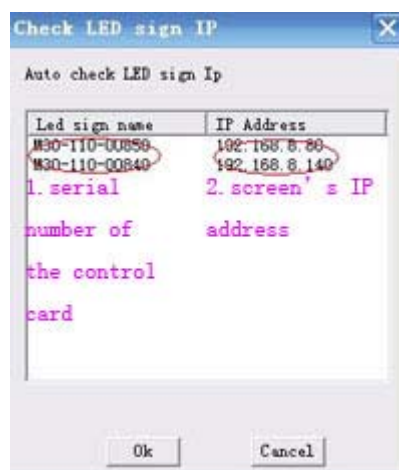 Check LED sign IP
Auto check LED sign Ip
Led sign name IP Address
M30-110-00850 192.168.8.80
M30-110-00840 192.168.8.140
1. serial 2. screen's IP
number of address
the control
card
Ok Cancel